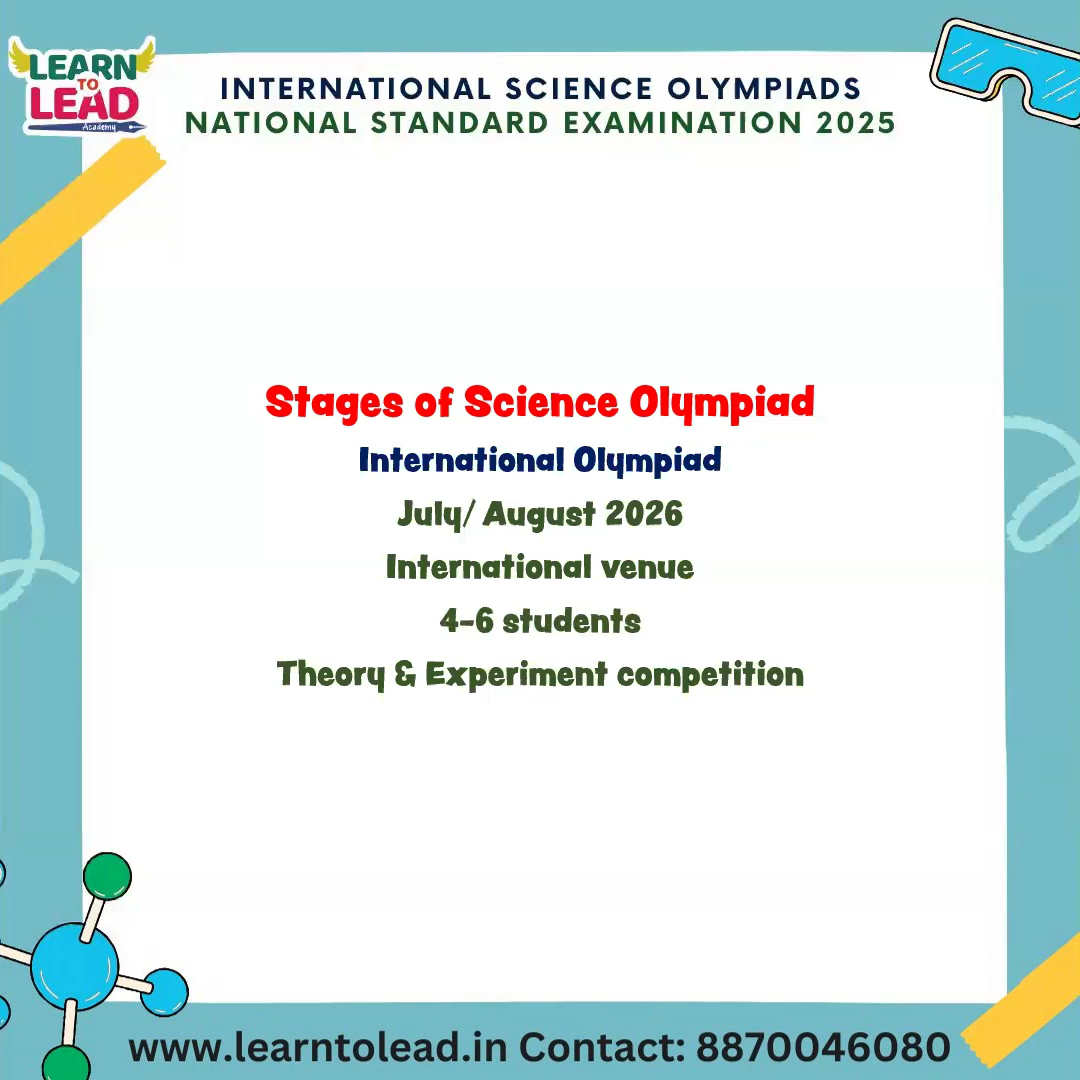 LEARN
TO
LEAD
Academy
INTERNATIONAL SCIENCE OLYMPIADS
NATIONAL STANDARD EXAMINATION 2025
Stages of Science Olympiad
International Olympiad
July/ August 2026
International venue
4-6 students
Theory & Experiment competition
www.learntolead.in Contact: 8870046080